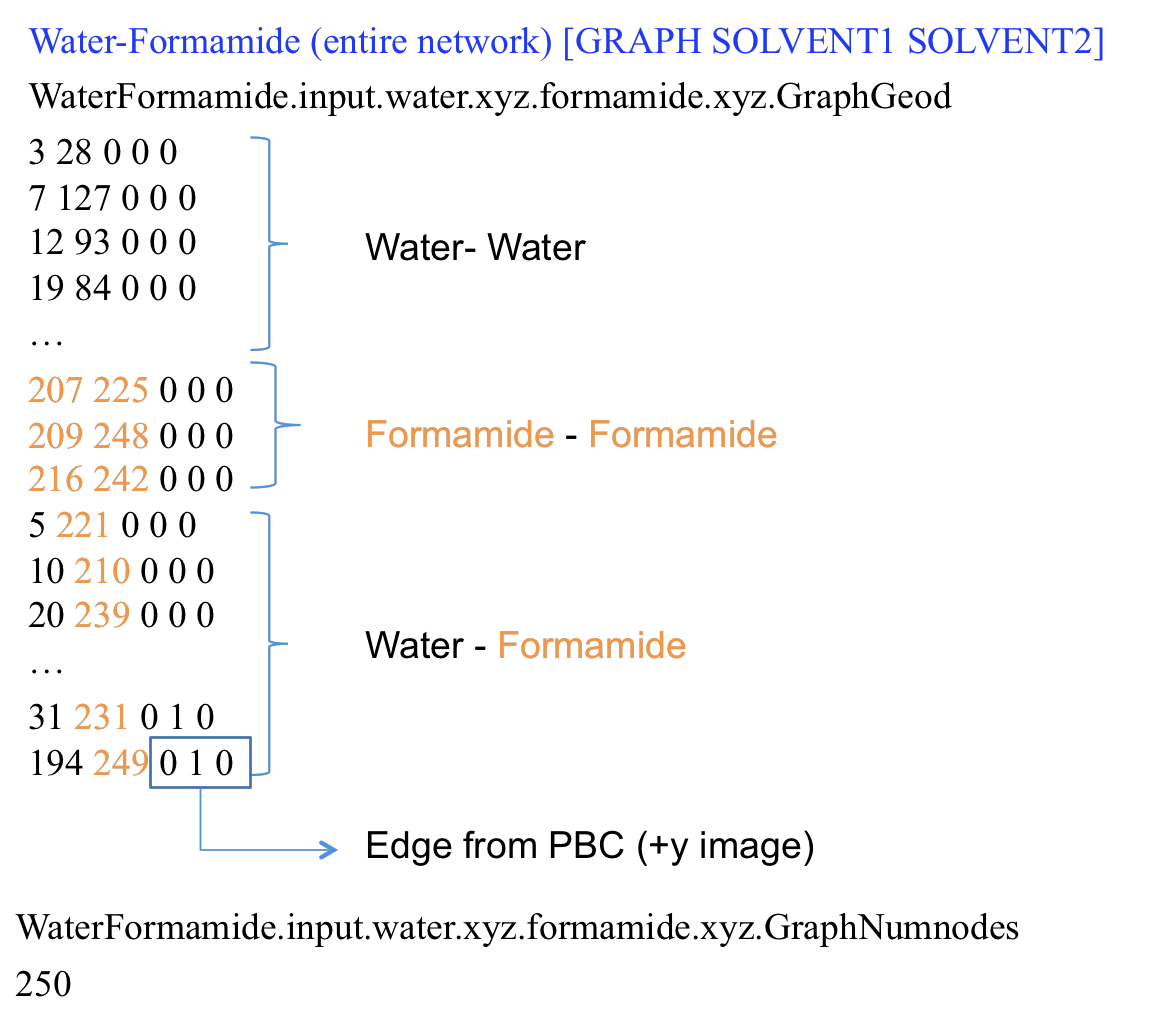 Water-Formamide (entire network) [GRAPH SOLVENT1 SOLVENT2]
WaterFormamide.input.water.xyz.formamide.xyz.GraphGeod
3 28 0 0 0
7 127 0 0 0
12 93 0 0 0
19 84 0 0 0
…
Water- Water
207 225 0 0 0
209 248 0 0 0
216 242 0 0 0
Formamide - Formamide
5 221 0 0 0
10 210 0 0 0
20 239 0 0 0
…
31 231 0 1 0
194 249 0 1 0
Water - Formamide
Edge from PBC (+y image)
WaterFormamide.input.water.xyz.formamide.xyz.GraphNumnodes
250